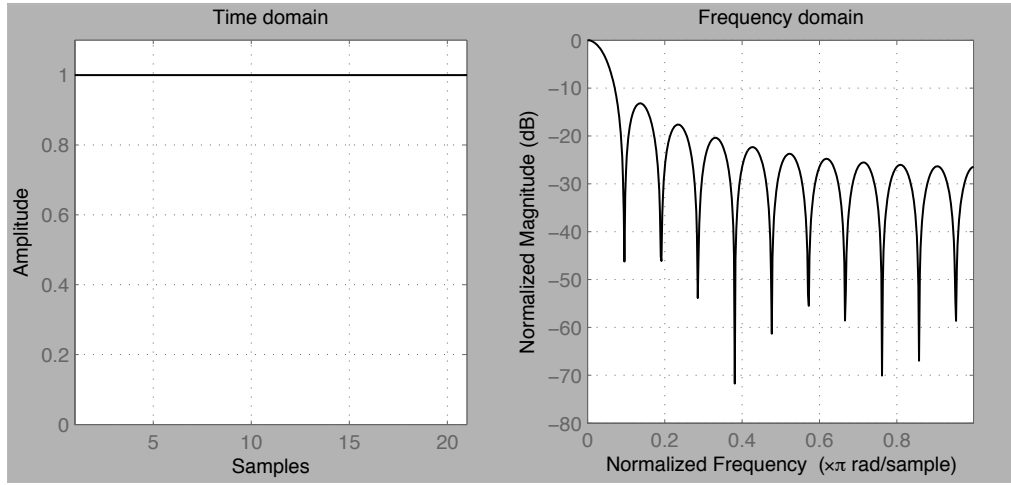 Time domain
Amplitude
1
0.8
0.6
0.4
0.2
0
5 10 15 20
Samples
Frequency domain
Normalized Magnitude (dB)
0
−10
−20
−30
−40
−50
−60
−70
−80
0 0.2 0.4 0.6 0.8
Normalized Frequency (×π rad/sample)